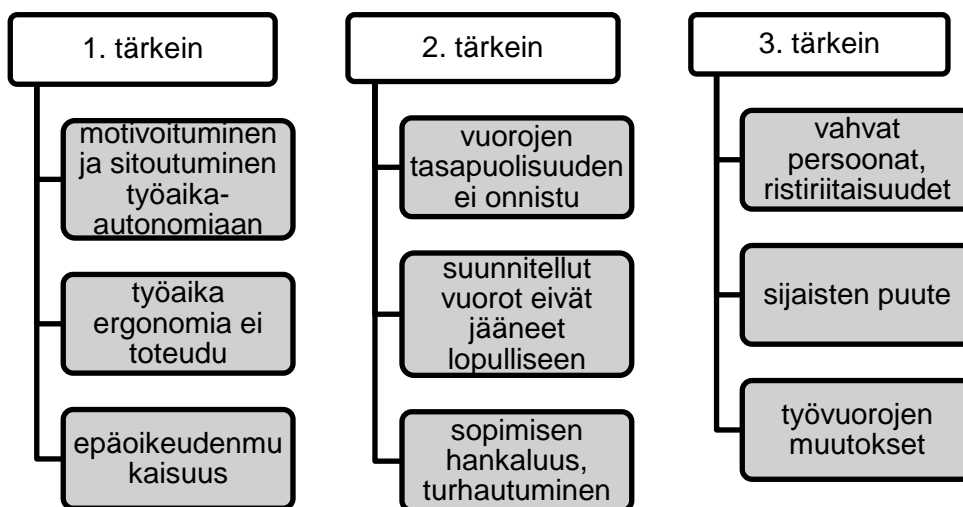 1. tärkein
motivoituminen
ja sitoutuminen
työaika-
autonomiaan
työaika
ergonomia ei
toteudu
epäoikeudenmu
kaisuus
2. tärkein
vuorojen
tasapuolisuuden
ei onnistu
suunnitellut
vuorot eivät
jääneet
lopulliseen
sopimisen
hankaluus,
turhautuminen
3. tärkein
vahvat
persoonat,
ristiriitaisuudet
sijaisten puute
työvuorojen
muutokset